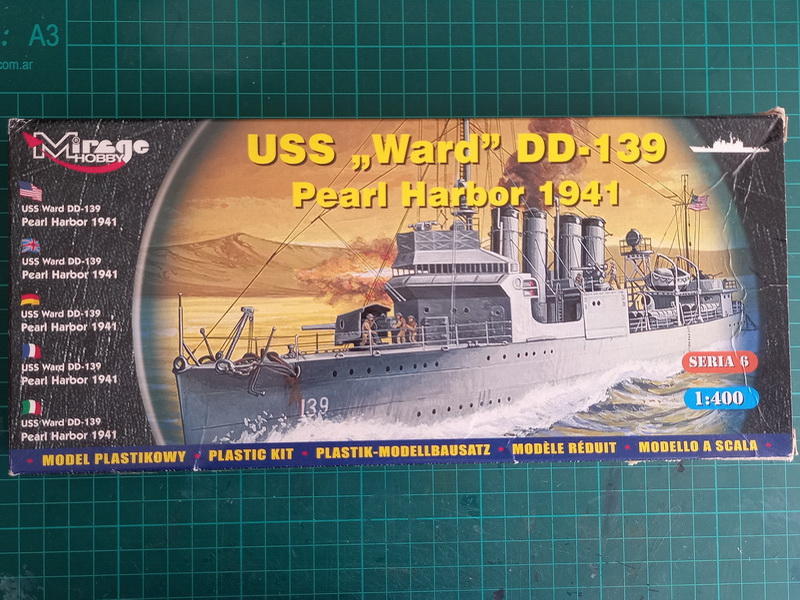 A3
com.ar
Mirage
HOBBY
USS „Ward” DD-139
Pearl Harbor 1941
USS Ward DD-139
Pearl Harbor 1941
USS Ward DD-139
Pearl Harbor 1941
USS Ward DD-139
Pearl Harbor 1941
USS Ward DD-139
Pearl Harbor 1941
USS Ward DD-139
Pearl Harbor 1941
139
SERIA 6
1:400
MODEL PLASTIKOWY • PLASTIC KIT • PLASTIK-MODELLBAUSATZ • MODÈLE RÉDUIT • MODELLO A SCALA